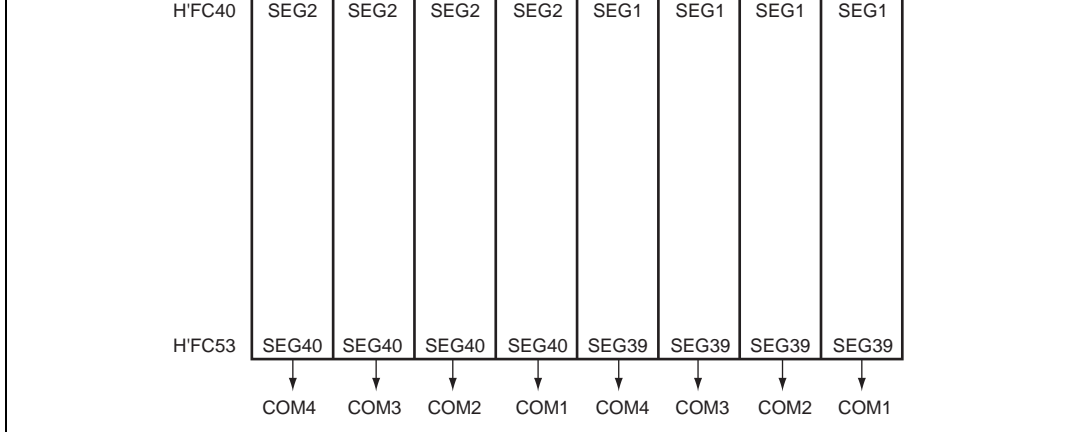 H'FC40 SEG2 SEG2 SEG2 SEG2 SEG1 SEG1 SEG1 SEG1
H'FC53 SEG40 SEG40 SEG40 SEG40 SEG39 SEG39 SEG39 SEG39
COM4 COM3 COM2 COM1 COM4 COM3 COM2 COM1